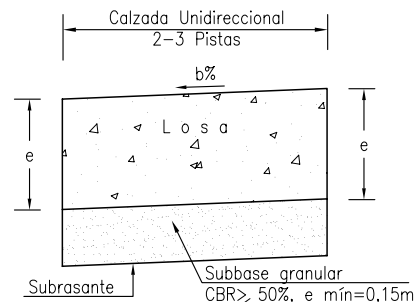 Calzada Unidireccional
2-3 Pistas
b%
Losa
e
e
Subrasante
Subbase granular
CBR≥ 50%, e mín=0,15m